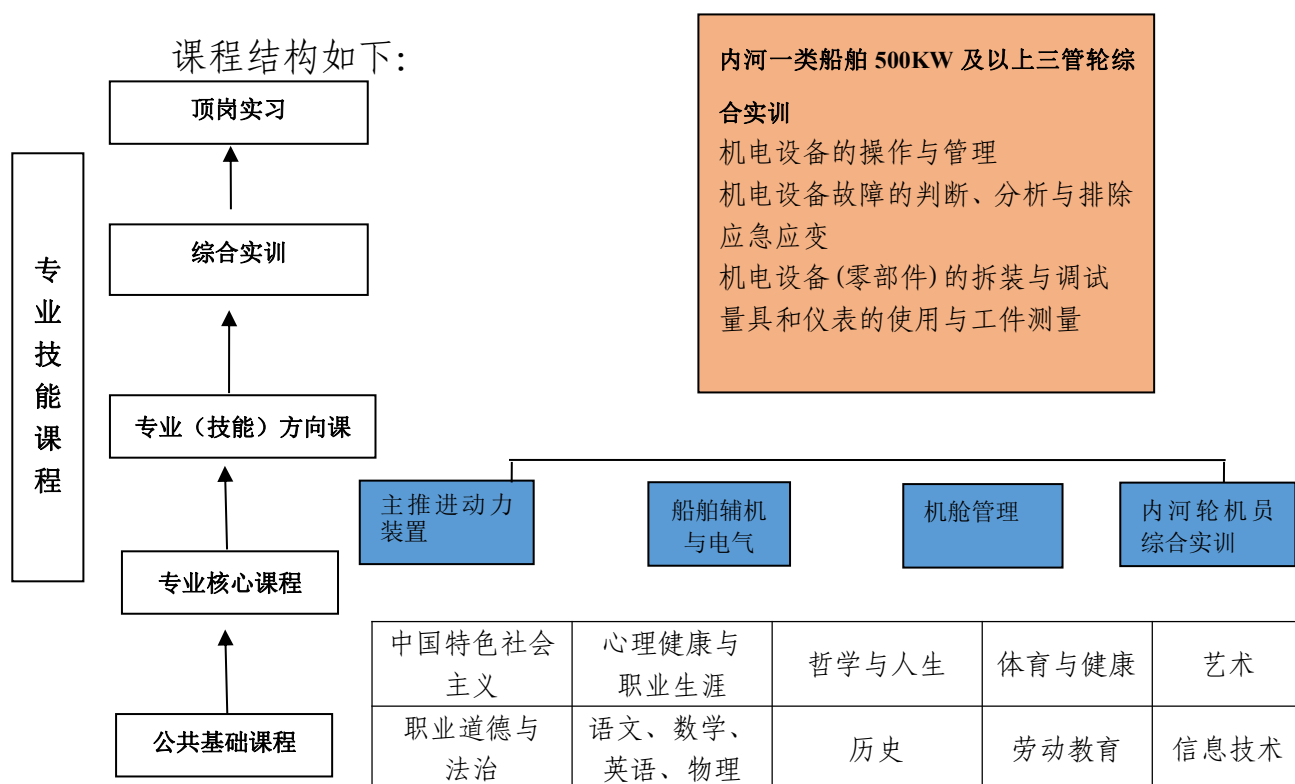 课程结构如下：
顶岗实习
综合实训
专业（技能）方向课
专业核心课程
公共基础课程
专
业
技
能
课
程
内河一类船舶 500KW 及以上三管轮综
合实训
机电设备的操作与管理
机电设备故障的判断、分析与排除
应急应变
机电设备(零部件)的拆装与调试
量具和仪表的使用与工件测量
主推进动力
装置
船舶辅机
与电气
机舱管理
内河轮机员
综合实训
中国特色社会
主义
心理健康与
职业生涯
哲学与人生
体育与健康
艺术
职业道德与
法治
语文、数学、
英语、物理
历史
劳动教育
信息技术